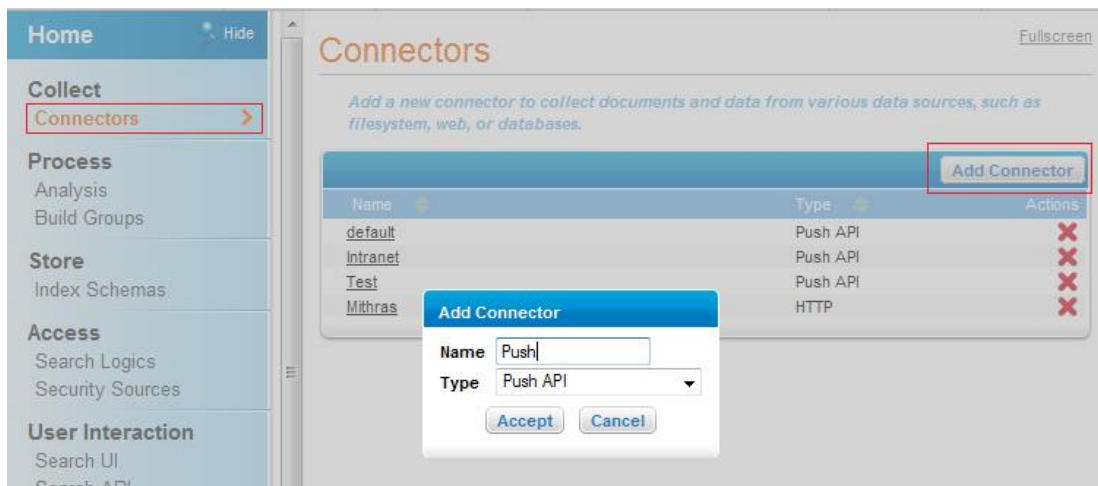 Home
Hide
Collect
Connectors
Process
Analysis
Build Groups
Store
Index Schemas
Access
Search Logics
Security Sources
User Interaction
Search UI
Search API
Connectors
Fullscreen
Add a new connector to collect documents and data from various data sources, such as
filesystem, web, or databases.
Add Connector
Name Type Actions
default Push API
Intranet Push API
Test Push API
Mithras HTTP
Add Connector
Name Push
Type Push API
Accept Cancel